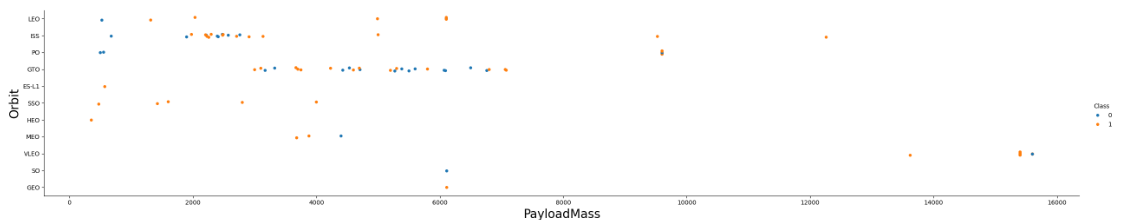 LEO
ISS
PO
GTO
ES-L1
SSO
HEO
MEO
VLEO
SO
GEO
Orbit
0 2000 4000 6000 8000 10000 12000 14000 16000
PayloadMass
Class
0
1